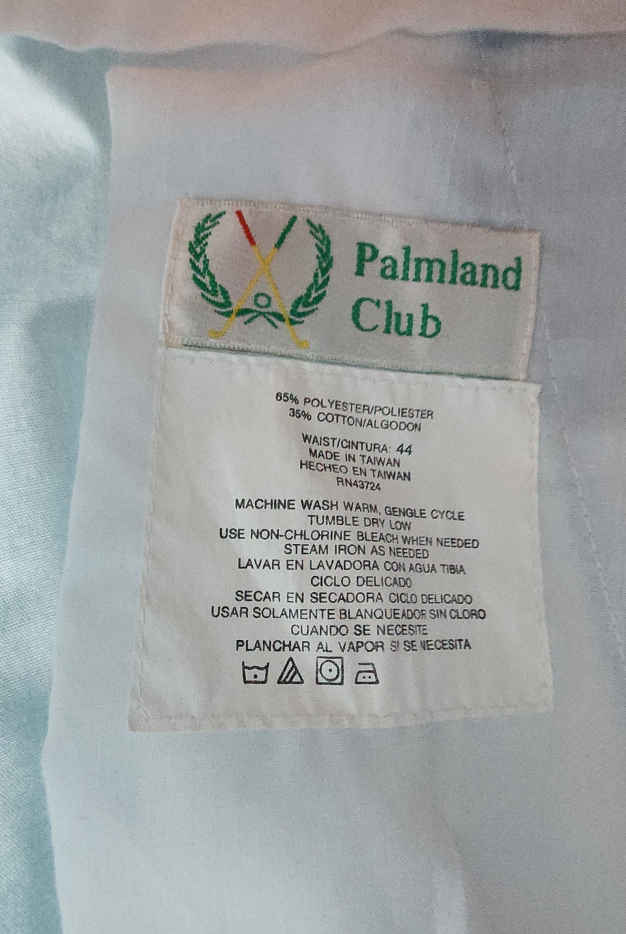 Palmland
Club
65% POLYESTER/POLIESTER
35% COTTON/ALGODON
WAIST/CINTURA: 44
MADE IN TAIWAN
HECHO EN TAIWAN
RN43724
MACHINE WASH WARM, GENGLE CYCLE
TUMBLE DRY LOW
USE NON-CHLORINE BLEACH WHEN NEEDED
STEAM IRON AS NEEDED
LAVAR EN LAVADORA CON AGUA TIBIA
CICLO DELICADO
SECAR EN SECADORA CICLO DELICADO
USAR SOLAMENTE BLANQUEADOR SIN CLORO
CUANDO SE NECESITE
PLANCHAR AL VAPOR SI SE NECESITA